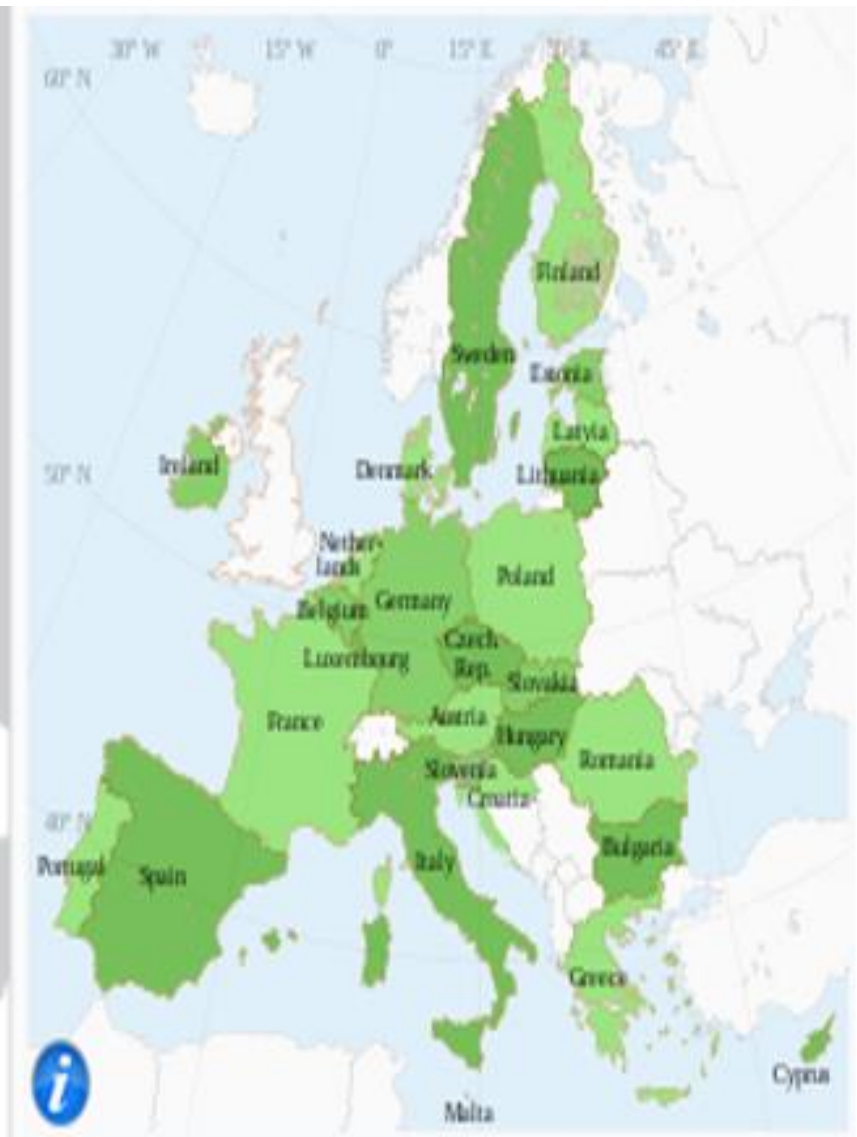 30° W
15° W
0°
15° E
30° E
45° E
60° N
Finland
Sweden
Estonia
Latvia
Ireland
Denmark
Lithuania
50° N
Nether-
lands
Poland
Belgium
Germany
Czech
Rep.
Luxembourg
Slovakia
Austria
France
Hungary
Romania
Slovenia
Croatia
40° N
Bulgaria
Portugal
Spain
Italy
Greece
i
Cyprus
Malta